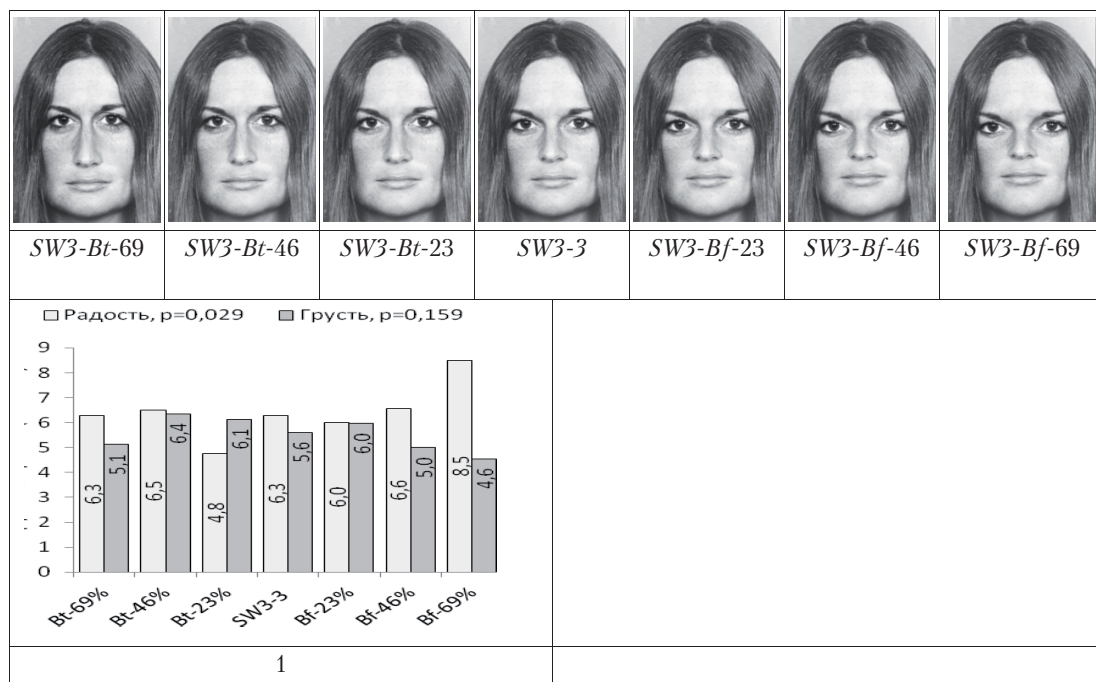 SW3-Bt-69 SW3-Bt-46 SW3-Bt-23 SW3-3 SW3-Bf-23 SW3-Bf-46 SW3-Bf-69
Радость, p=0,029 Грусть, p=0,159
9
8
7
6
5
4
3
2
1
0
6,3 5,1 6,5 6,4 4,8 6,1 6,3 5,6 6,0 6,0 6,6 5,0 8,5 4,6
Bt-69% Bt-46% Bt-23% SW3-3 Bf-23% Bf-46% Bf-69%
1